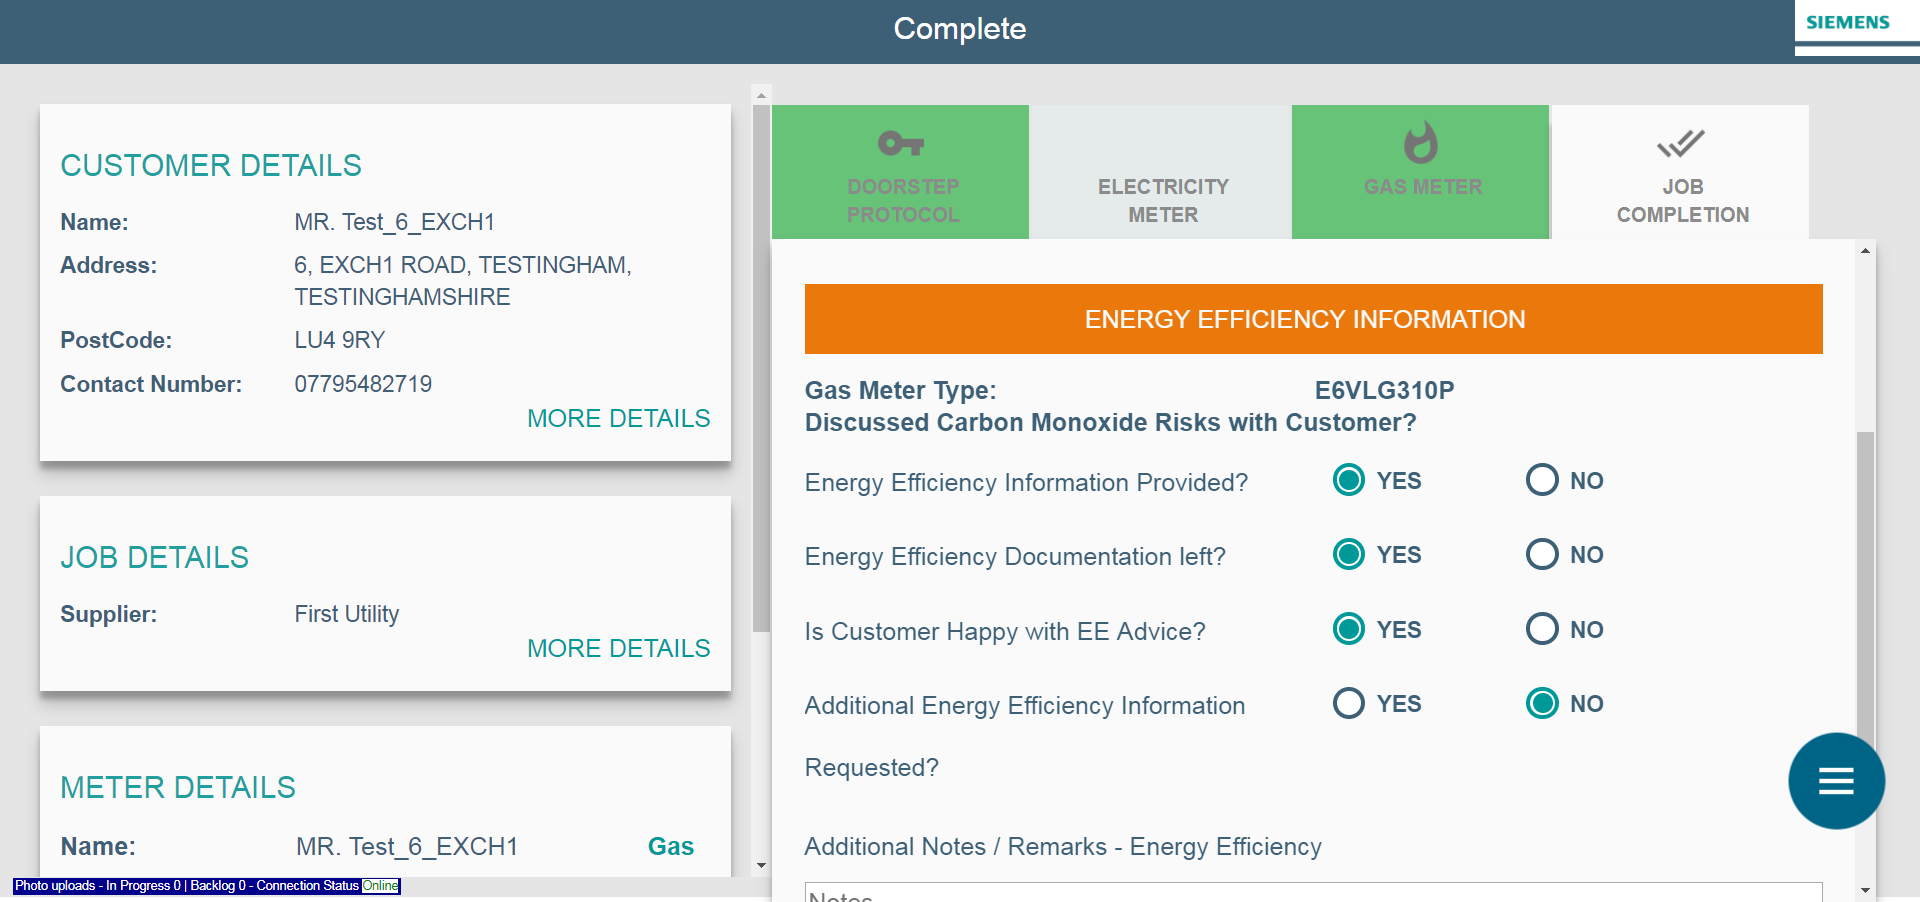 Complete
SIEMENS
CUSTOMER DETAILS
Name: MR. Test_6_EXCH1
Address: 6, EXCH1 ROAD, TESTINGHAM,
TESTINGHAMSHIRE
PostCode: LU4 9RY
Contact Number: 07795482719
MORE DETAILS
JOB DETAILS
Supplier: First Utility
MORE DETAILS
METER DETAILS
Name: MR. Test_6_EXCH1 Gas
Photo uploads - In Progress 0 | Backlog 0 - Connection Status Online
DOORSTEP
PROTOCOL
ELECTRICITY
METER
GAS METER
JOB
COMPLETION
ENERGY EFFICIENCY INFORMATION
Gas Meter Type: E6VLG310P
Discussed Carbon Monoxide Risks with Customer?
Energy Efficiency Information Provided? YES NO
Energy Efficiency Documentation left? YES NO
Is Customer Happy with EE Advice? YES NO
Additional Energy Efficiency Information YES NO
Requested?
Additional Notes / Remarks - Energy Efficiency
Notes